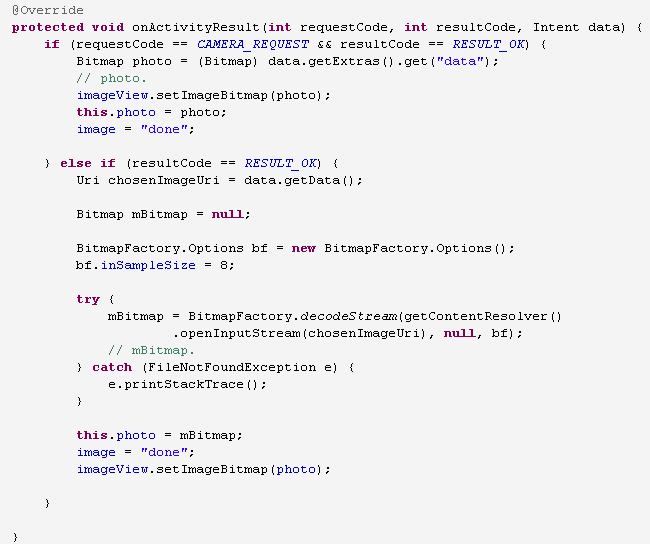 @Override
protected void onActivityResult(int requestCode, int resultCode, Intent data) {
    if (requestCode == CAMERA_REQUEST && resultCode == RESULT_OK) {
        Bitmap photo = (Bitmap) data.getExtras().get("data");
        // photo.
        imageView.setImageBitmap(photo);
        this.photo = photo;
        image = "done";

    } else if (resultCode == RESULT_OK) {
        Uri chosenImageUri = data.getData();

        Bitmap mBitmap = null;

        BitmapFactory.Options bf = new BitmapFactory.Options();
        bf.inSampleSize = 8;

        try {
            mBitmap = BitmapFactory.decodeStream(getContentResolver()
                    .openInputStream(chosenImageUri), null, bf);
            // mBitmap.
        } catch (FileNotFoundException e) {
            e.printStackTrace();
        }

        this.photo = mBitmap;
        image = "done";
        imageView.setImageBitmap(photo);

    }

}